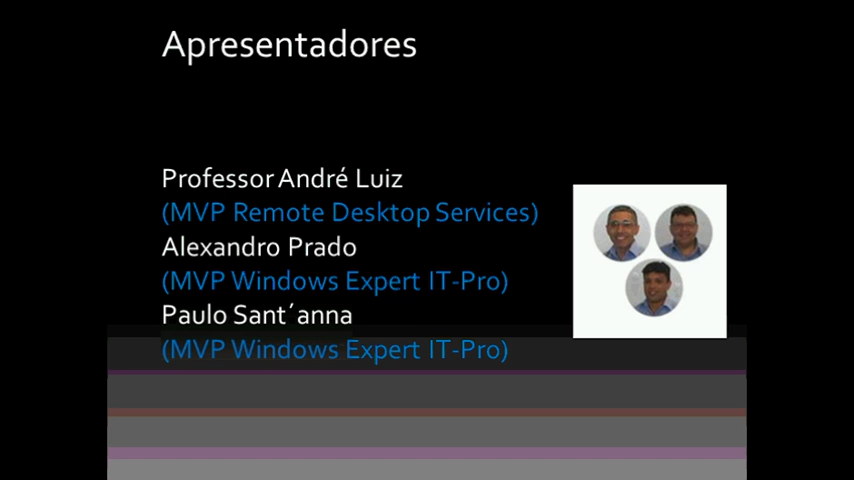 Apresentadores
Professor André Luiz
(MVP Remote Desktop Services)
Alexandro Prado
(MVP Windows Expert IT-Pro)
Paulo Sant´anna
(MVP Windows Expert IT-Pro)